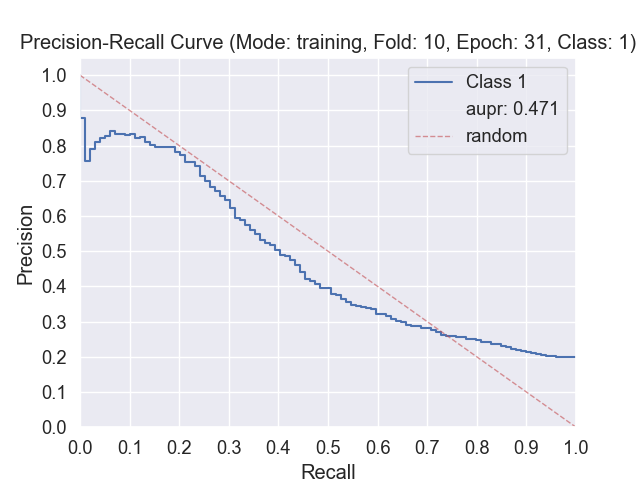 Precision-Recall Curve (Mode: training, Fold: 10, Epoch: 31, Class: 1)
1.0
0.9
0.8
0.7
0.6
0.5
0.4
0.3
0.2
0.1
0.0
Precision
Class 1
aupr: 0.471
random
0.0 0.1 0.2 0.3 0.4 0.5 0.6 0.7 0.8 0.9 1.0
Recall